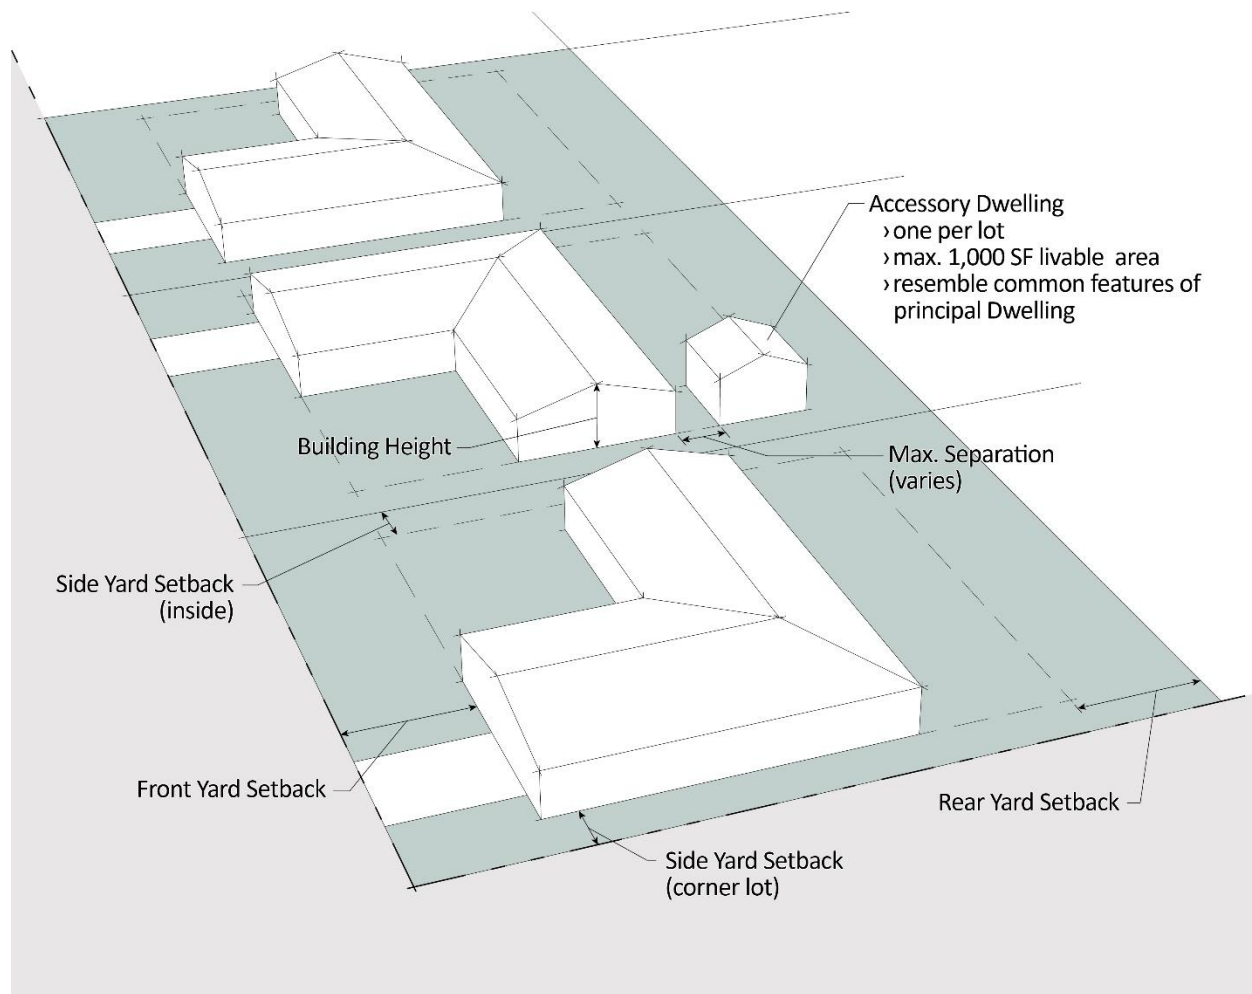 Accessory Dwelling
›one per lot
›max. 1,000 SF livable area
›resemble common features of
principal Dwelling
Building Height
Max. Separation
(varies)
Side Yard Setback
(inside)
Front Yard Setback
Rear Yard Setback
Side Yard Setback
(corner lot)